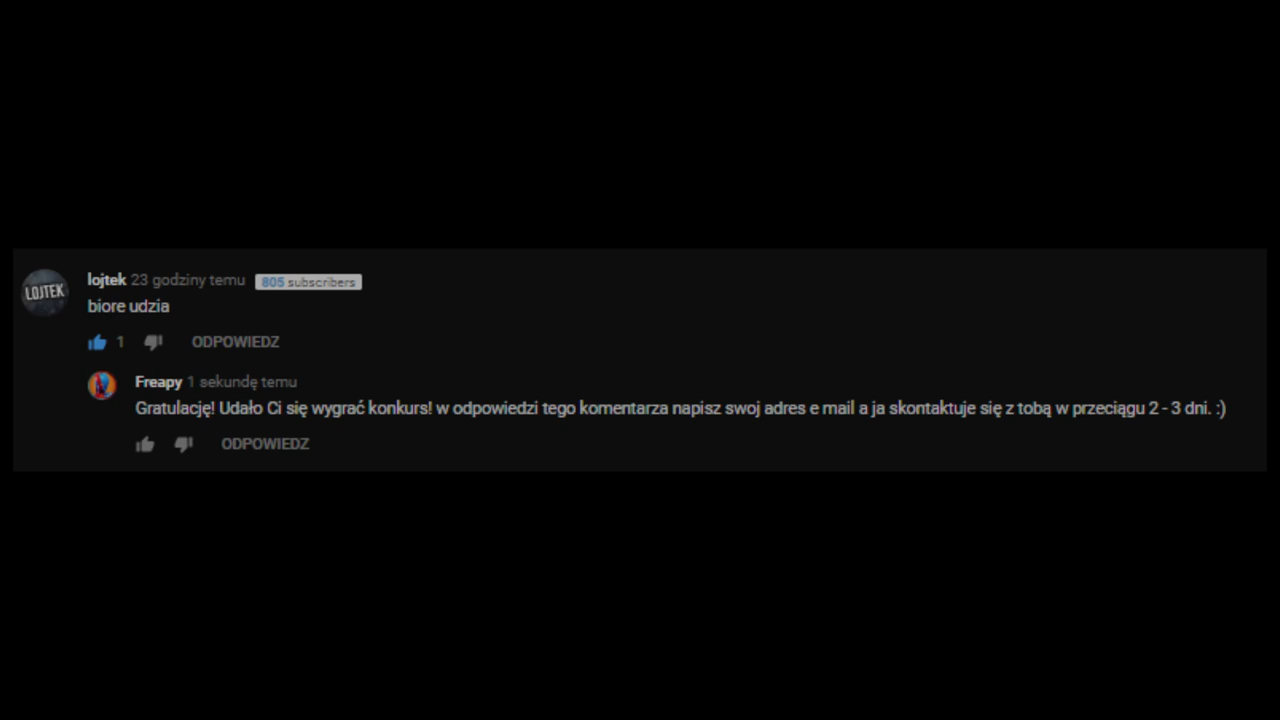 LOJTEK
lojtek 23 godziny temu 805 subscribers
biore udzia
1 ODPOWIEDZ
Freapy 1 sekundę temu
Gratulację! Udało Ci się wygrać konkurs! w odpowiedzi tego komentarza napisz swoj adres e mail a ja skontaktuje się z tobą w przeciągu 2 - 3 dni. :)
ODPOWIEDZ